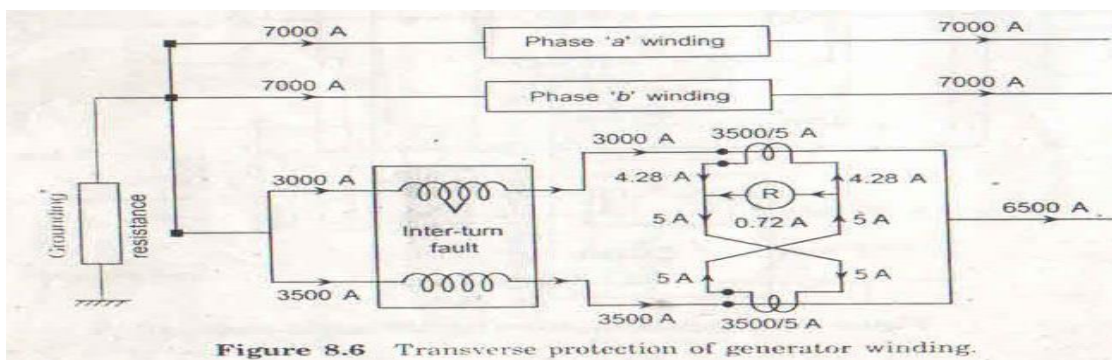 7000 A Phase 'a' winding 7000 A
7000 A Phase 'b' winding 7000 A
3000 A 3500/5 A
3000 A 4.28 A R 4.28 A
Grounding resistance
Inter-turn fault
5 A 0.72 A 5 A 6500 A
5 A 5 A
3500 A 3500 A 3500/5 A
Figure 8.6 Transverse protection of generator winding.